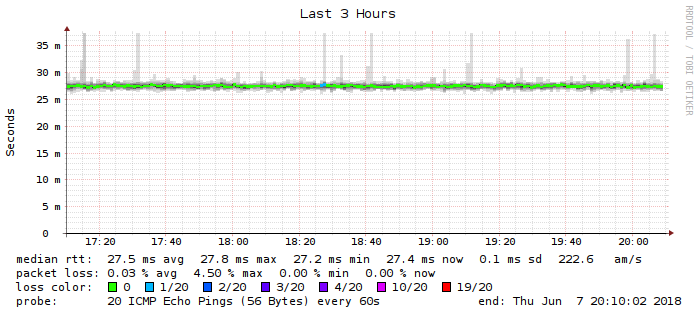 Last 3 Hours
RRDTOOL / TOBI OETIKER
Seconds
35 m
30 m
25 m
20 m
15 m
10 m
5 m
0
17:20 17:40 18:00 18:20 18:40 19:00 19:20 19:40 20:00
median rtt: 27.5 ms avg 27.8 ms max 27.2 ms min 27.4 ms now 0.1 ms sd 222.6 am/s
packet loss: 0.03 % avg 4.50 % max 0.00 % min 0.00 % now
loss color: 0 1/20 2/20 3/20 4/20 10/20 19/20
probe: 20 ICMP Echo Pings (56 Bytes) every 60s end: Thu Jun 7 20:10:02 2018